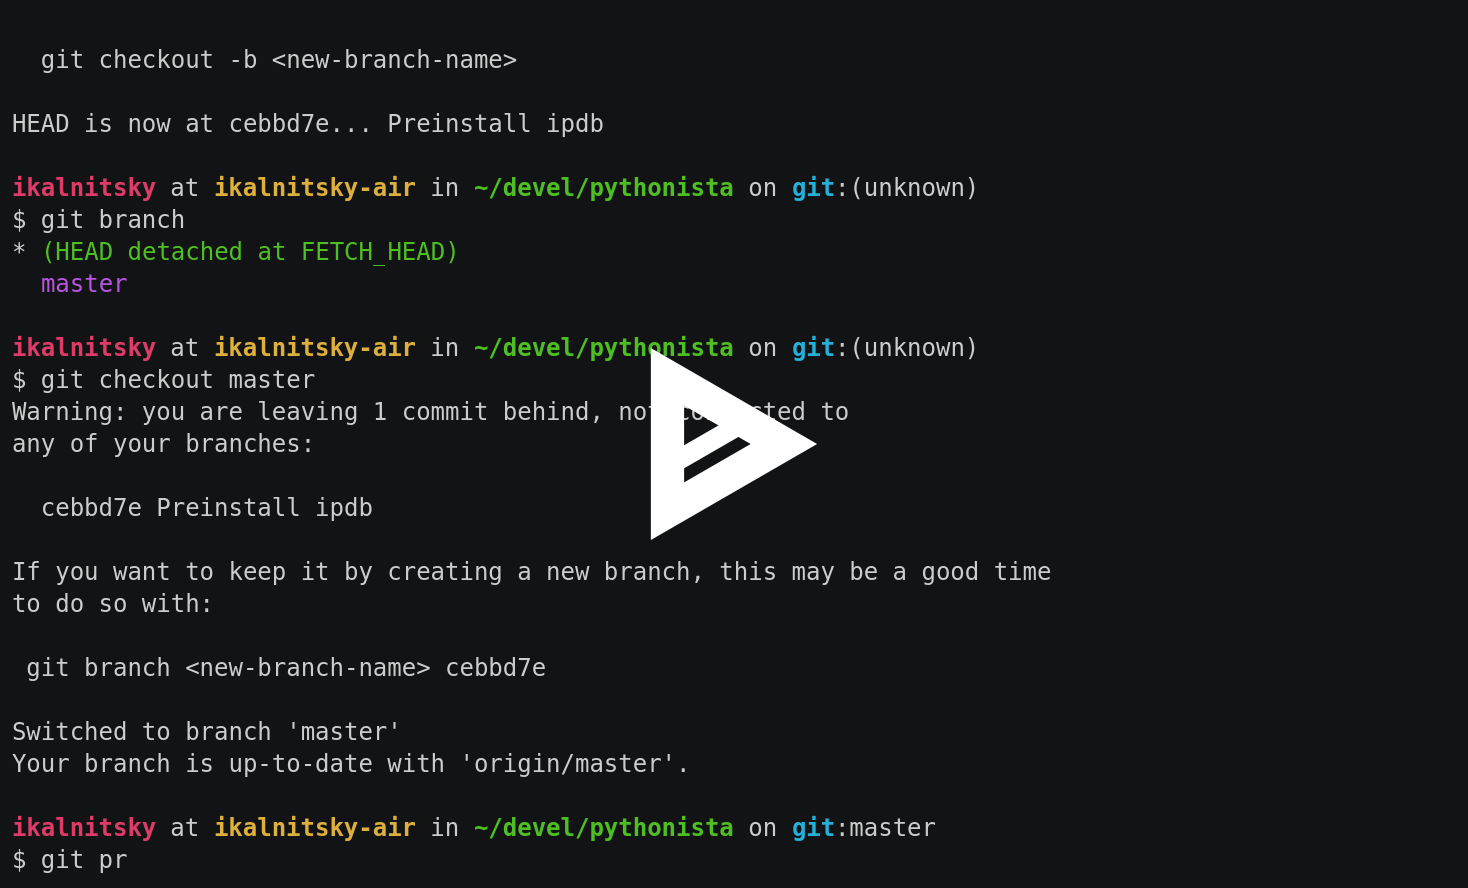 git checkout -b <new-branch-name>
HEAD is now at cebbd7e... Preinstall ipdb
ikalnitsky at ikalnitsky-air in ~/devel/pythonista on git:(unknown)
$ git branch
* (HEAD detached at FETCH_HEAD)
master
ikalnitsky at ikalnitsky-air in ~/devel/pythonista on git:(unknown)
$ git checkout master
Warning: you are leaving 1 commit behind, not connected to
any of your branches:
cebbd7e Preinstall ipdb
If you want to keep it by creating a new branch, this may be a good time
to do so with:
git branch <new-branch-name> cebbd7e
Switched to branch 'master'
Your branch is up-to-date with 'origin/master'.
ikalnitsky at ikalnitsky-air in ~/devel/pythonista on git:master
$ git pr